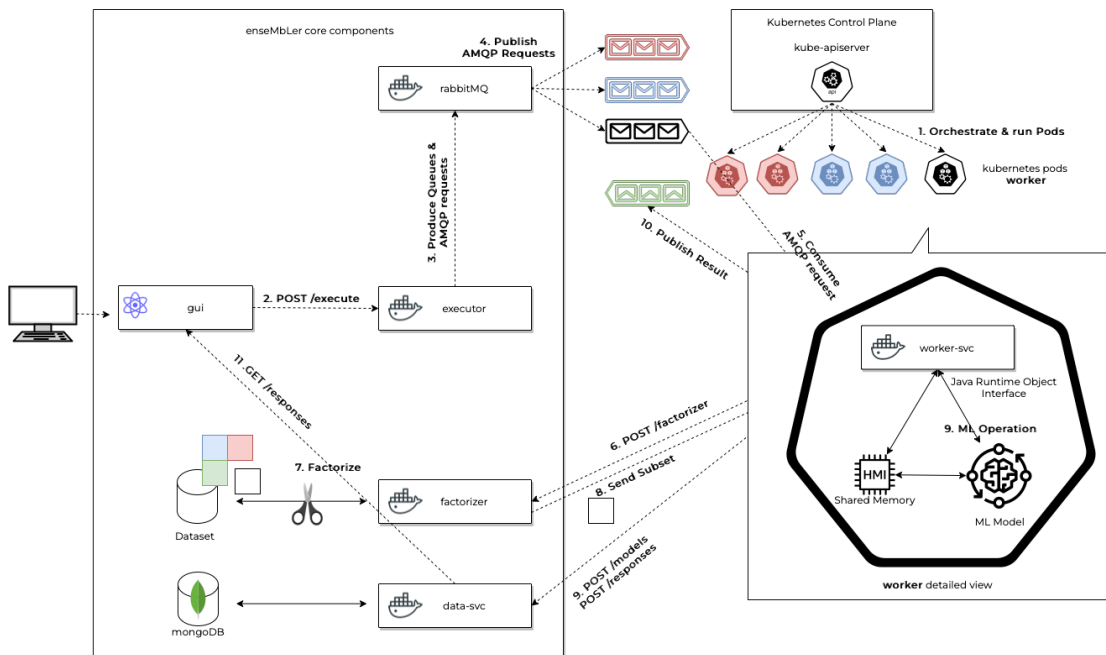 enseMbLer core components
4. Publish
AMQP Requests
rabbitMQ
Kubernetes Control Plane
kube-apiserver
api
1. Orchestrate & run Pods
kubernetes pods
worker
3. Produce Queues &
AMQP requests
10. Publish Result
5. Consume
AMQP request
gui
2. POST /execute
executor
11 .GET /responses
worker-svc
Java Runtime Object
Interface
9. ML Operation
HMI
Shared Memory
ML Model
worker detailed view
6. POST /factorizer
8. Send Subset
7. Factorize
factorizer
Dataset
9. POST /models
POST /responses
data-svc
mongoDB